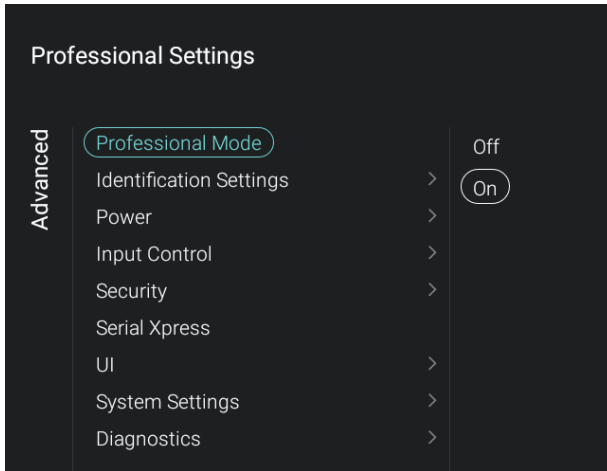 Professional Settings
Advanced
Professional Mode
Identification Settings
Power
Input Control
Security
Serial Xpress
UI
System Settings
Diagnostics
Off
On